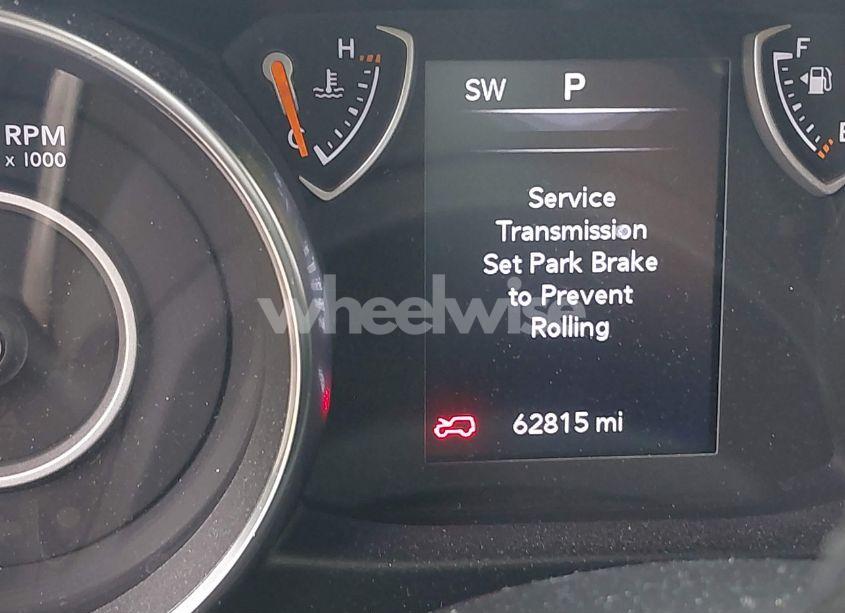 H
F
SW P
C
E
RPM
x 1000
Service
Transmission
Set Park Brake
to Prevent
Rolling
wheelwise
62815 mi